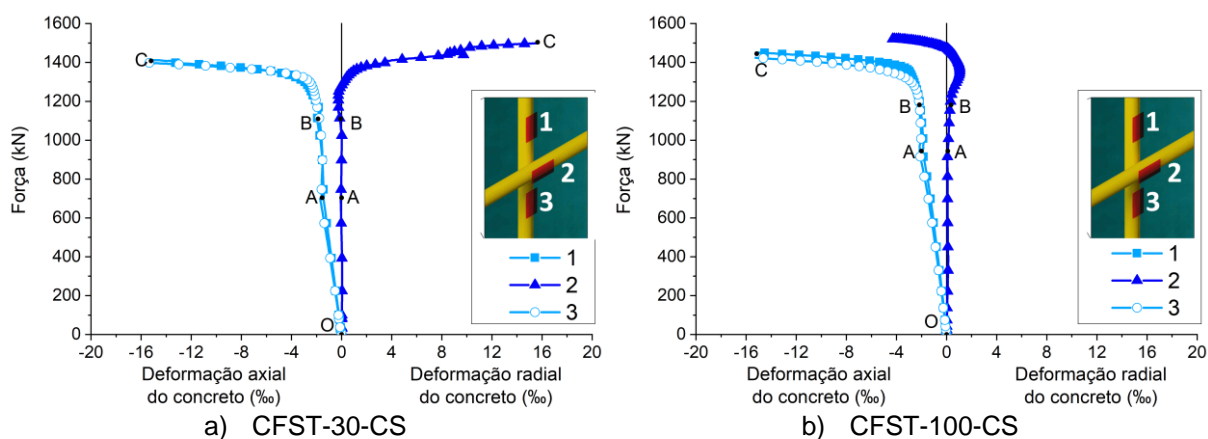 1600
1400
1200
1000
800
600
400
200
0
Força (kN)
C
C
B
B
A
A
O
1
2
3
1
2
3
-20 -16 -12 -8 -4 0 4 8 12 16 20
Deformação axial
do concreto (‰)
Deformação radial
do concreto (‰)
a) CFST-30-CS
1600
1400
1200
1000
800
600
400
200
0
Força (kN)
C
B
B
A
A
O
1
2
3
1
2
3
-20 -16 -12 -8 -4 0 4 8 12 16 20
Deformação axial
do concreto (‰)
Deformação radial
do concreto (‰)
b) CFST-100-CS